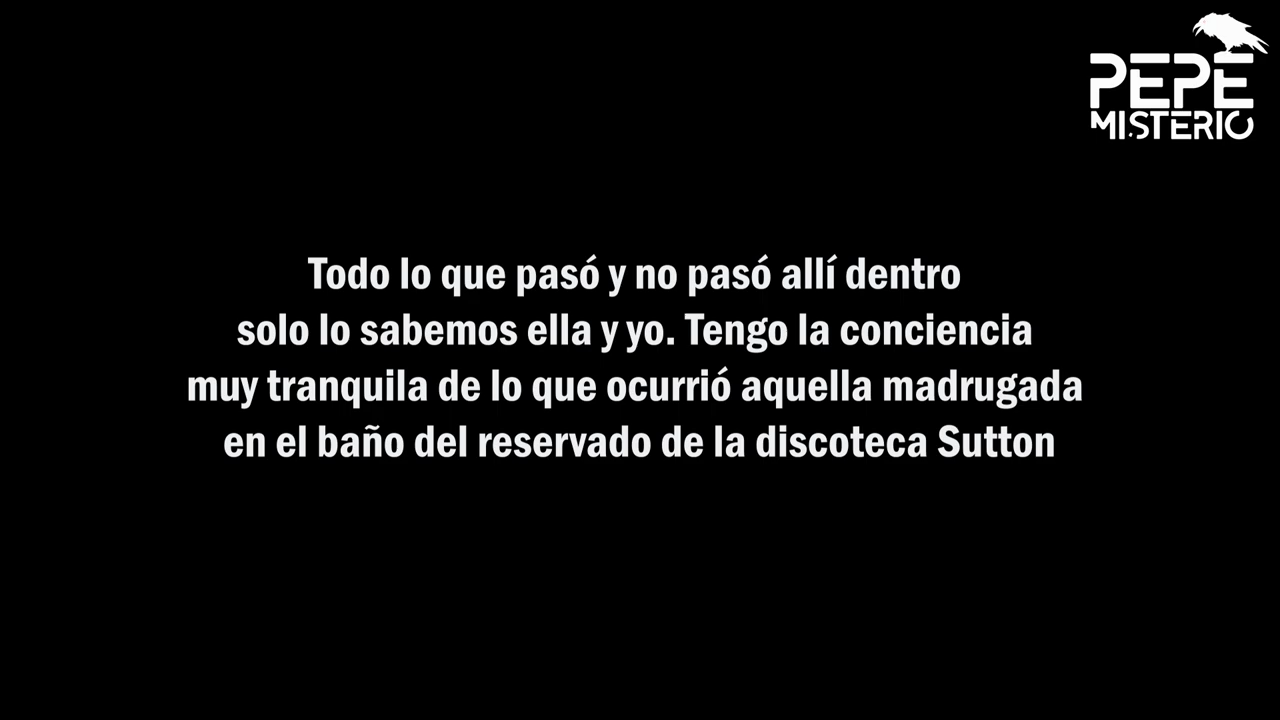 PEPE
MISTERIO
Todo lo que pasó y no pasó allí dentro
solo lo sabemos ella y yo. Tengo la conciencia
muy tranquila de lo que ocurrió aquella madrugada
en el baño del reservado de la discoteca Sutton